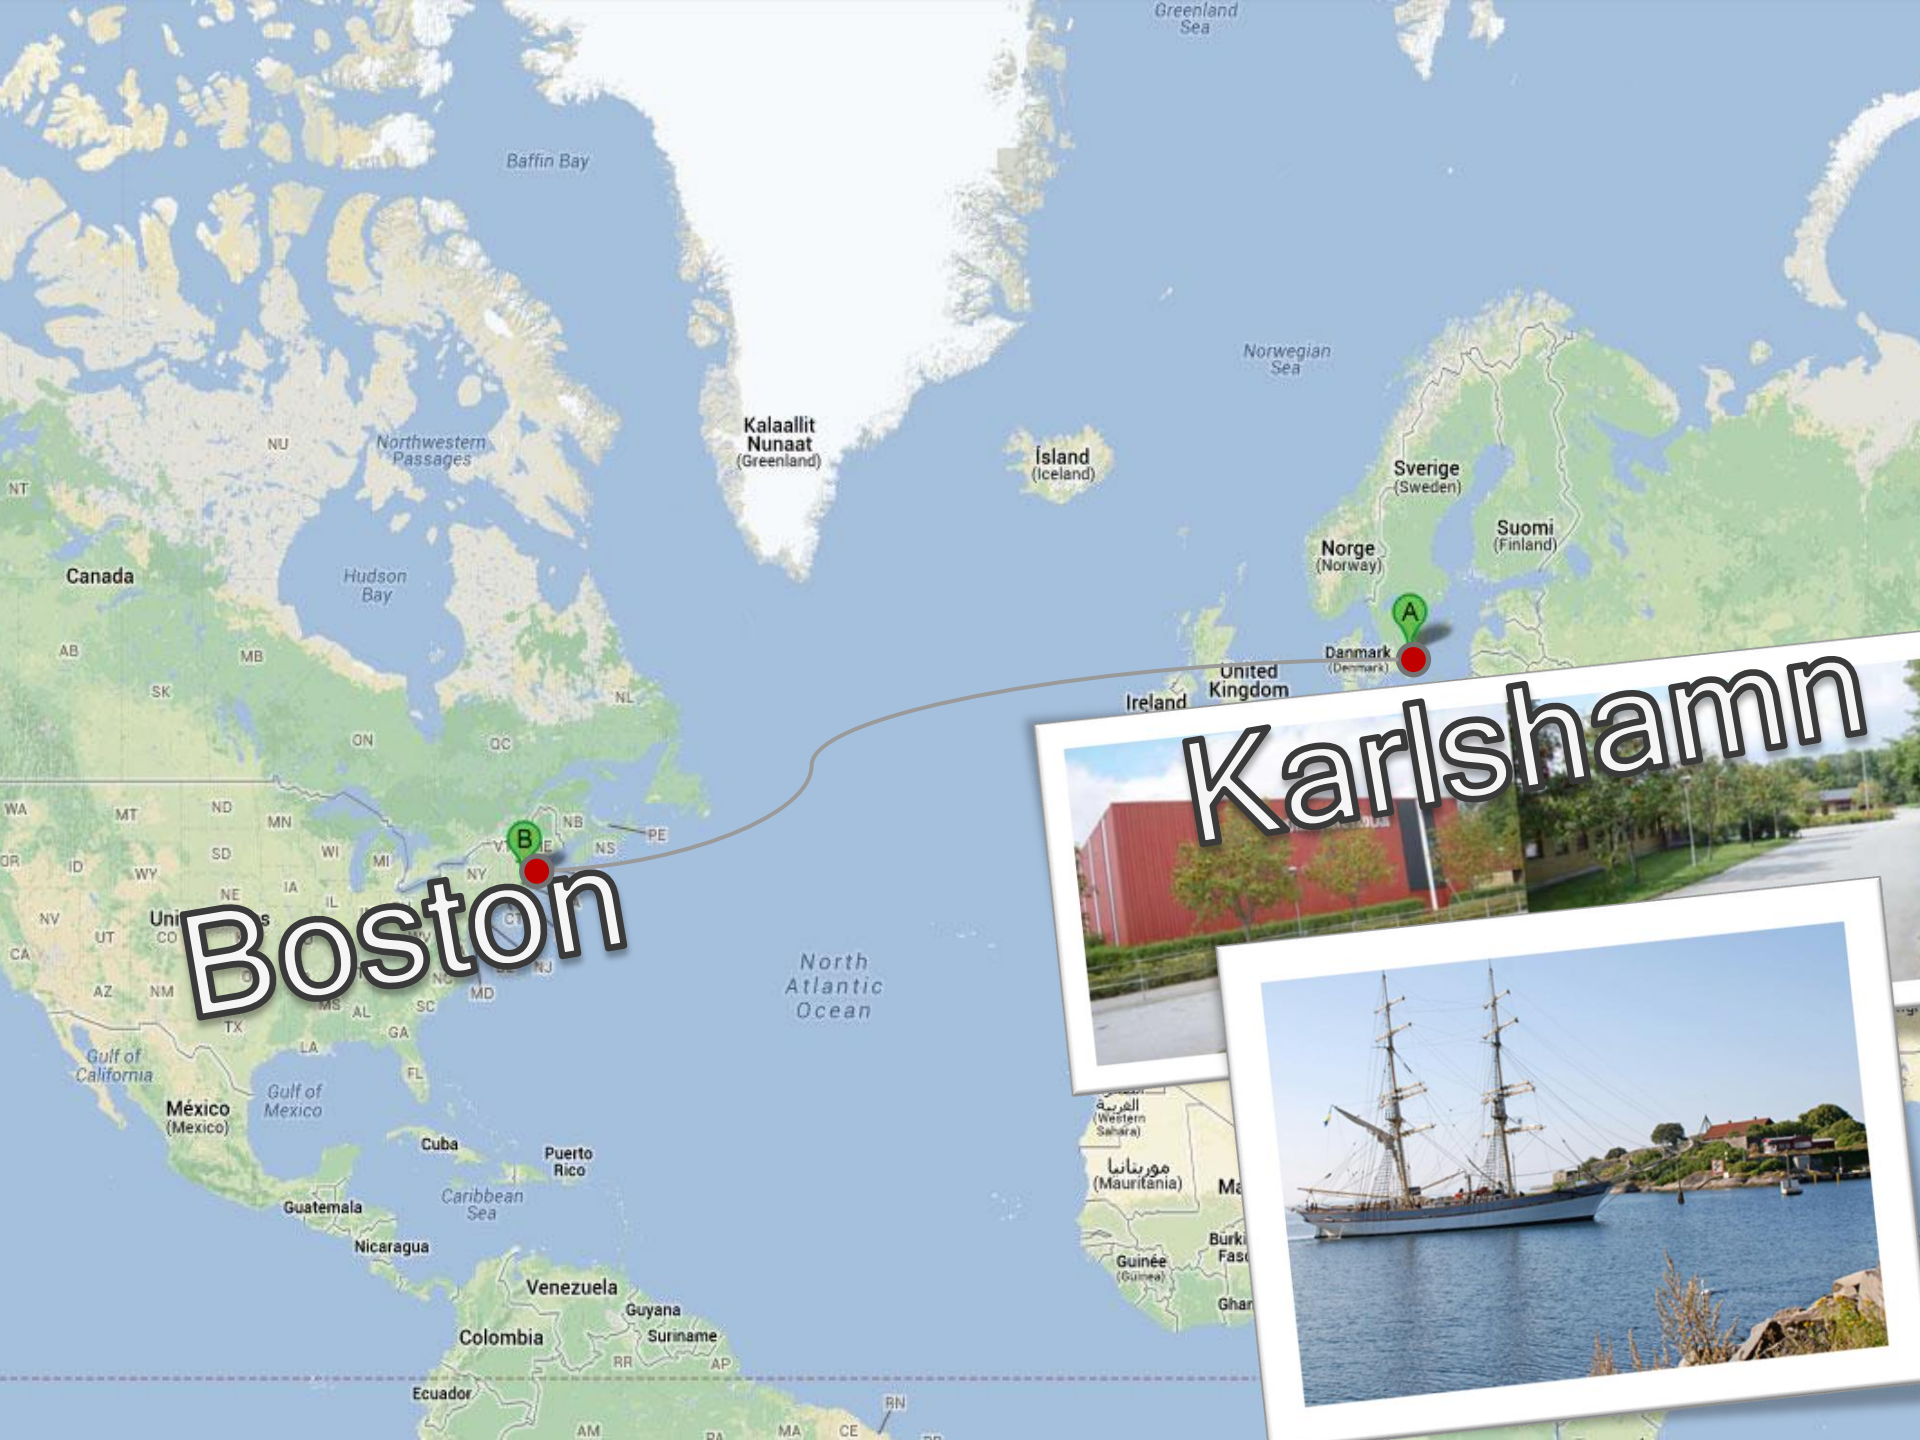 Greenland
Sea
Baffin Bay
Norwegian
Sea
Kalaallit
Nunaat
(Greenland)
Ísland
(Iceland)
NU
Northwestern
Passages
NT
Sverige
(Sweden)
Suomi
(Finland)
Norge
(Norway)
Canada
Hudson
Bay
A
AB
MB
SK
NL
Danmark
(Denmark)
United
Kingdom
Ireland
Karlshamn
ON
QC
WA
MT
ND
MN
NB
PE
B
NS
OR
ID
WY
SD
WI
MI
NY
NE
IA
IL
NV
UT
CO
CA
Boston
NJ
MD
AZ
NM
MS
AL
SC
GA
TX
LA
FL
North
Atlantic
Ocean
Gulf of
California
Gulf of
Mexico
México
(Mexico)
Cuba
Puerto
Rico
Caribbean
Sea
Guatemala
Nicaragua
الغربية
(Western
Sahara)
موريتانيا
(Mauritania)
Guinée
(Guinea)
Venezuela
Guyana
Suriname
Colombia
RR
AP
Ecuador
RN
AM
MA
CE